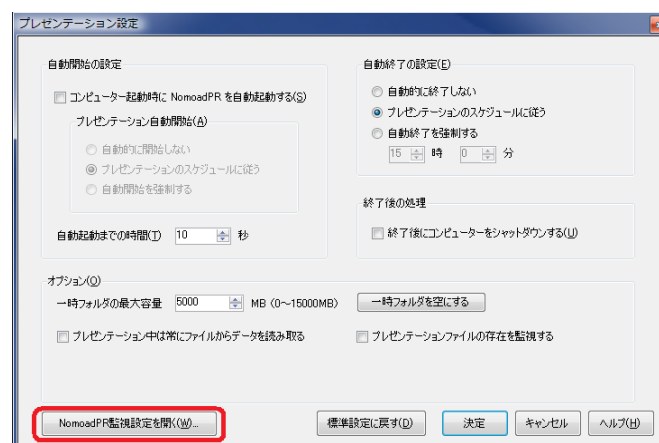 プレゼンテーション設定
自動開始の設定
コンピューター起動時に NomoadPR を自動起動する(S)
プレゼンテーション自動開始(A)
自動的に開始しない
プレゼンテーションのスケジュールに従う
自動開始を強制する
自動起動までの時間(T) 10 秒
自動終了の設定(E)
自動的に終了しない
プレゼンテーションのスケジュールに従う
自動終了を強制する
15 時 0 分
終了後の処理
終了後にコンピューターをシャットダウンする(U)
オプション(O)
一時フォルダの最大容量 5000 MB (0～15000MB) 一時フォルダを空にする
プレゼンテーション中は常にファイルからデータを読み取る プレゼンテーションファイルの存在を監視する
NomoadPR監視設定を開く(W)... 標準設定に戻す(D) 決定 キャンセル ヘルプ(H)